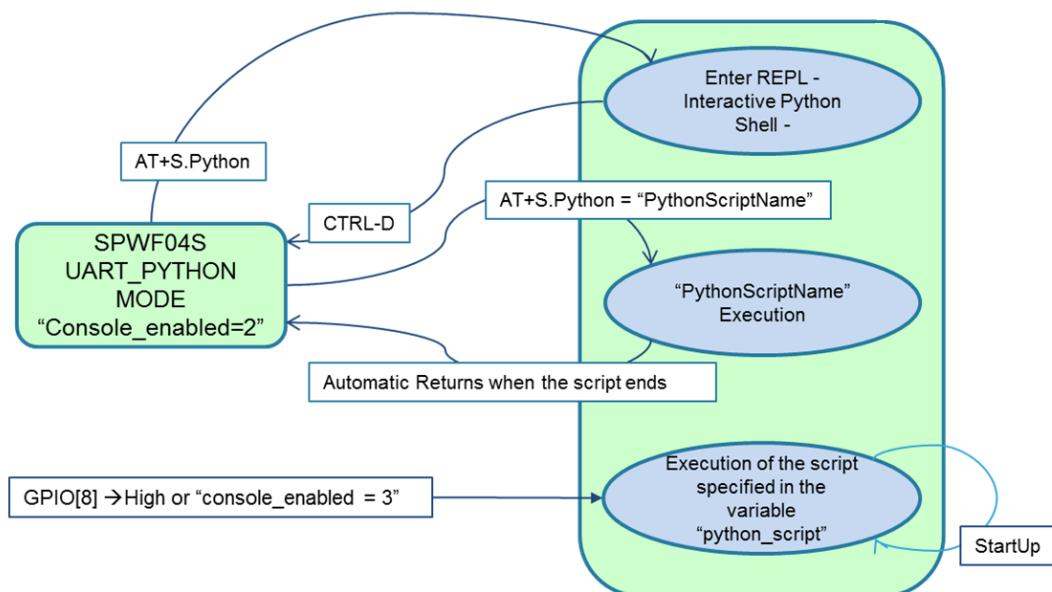 Enter REPL -
Interactive Python
Shell -
AT+S.Python
AT+S.Python = “PythonScriptName”
CTRL-D
SPWF04S
UART_PYTHON
MODE
“Console_enabled=2”
“PythonScriptName”
Execution
Automatic Returns when the script ends
Execution of the script
specified in the
variable
“python_script”
GPIO[8] →High or “console_enabled = 3”
StartUp